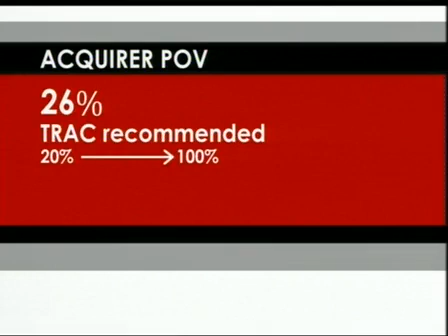 ACQUIRER POV
26%
TRAC recommended
20% → 100%